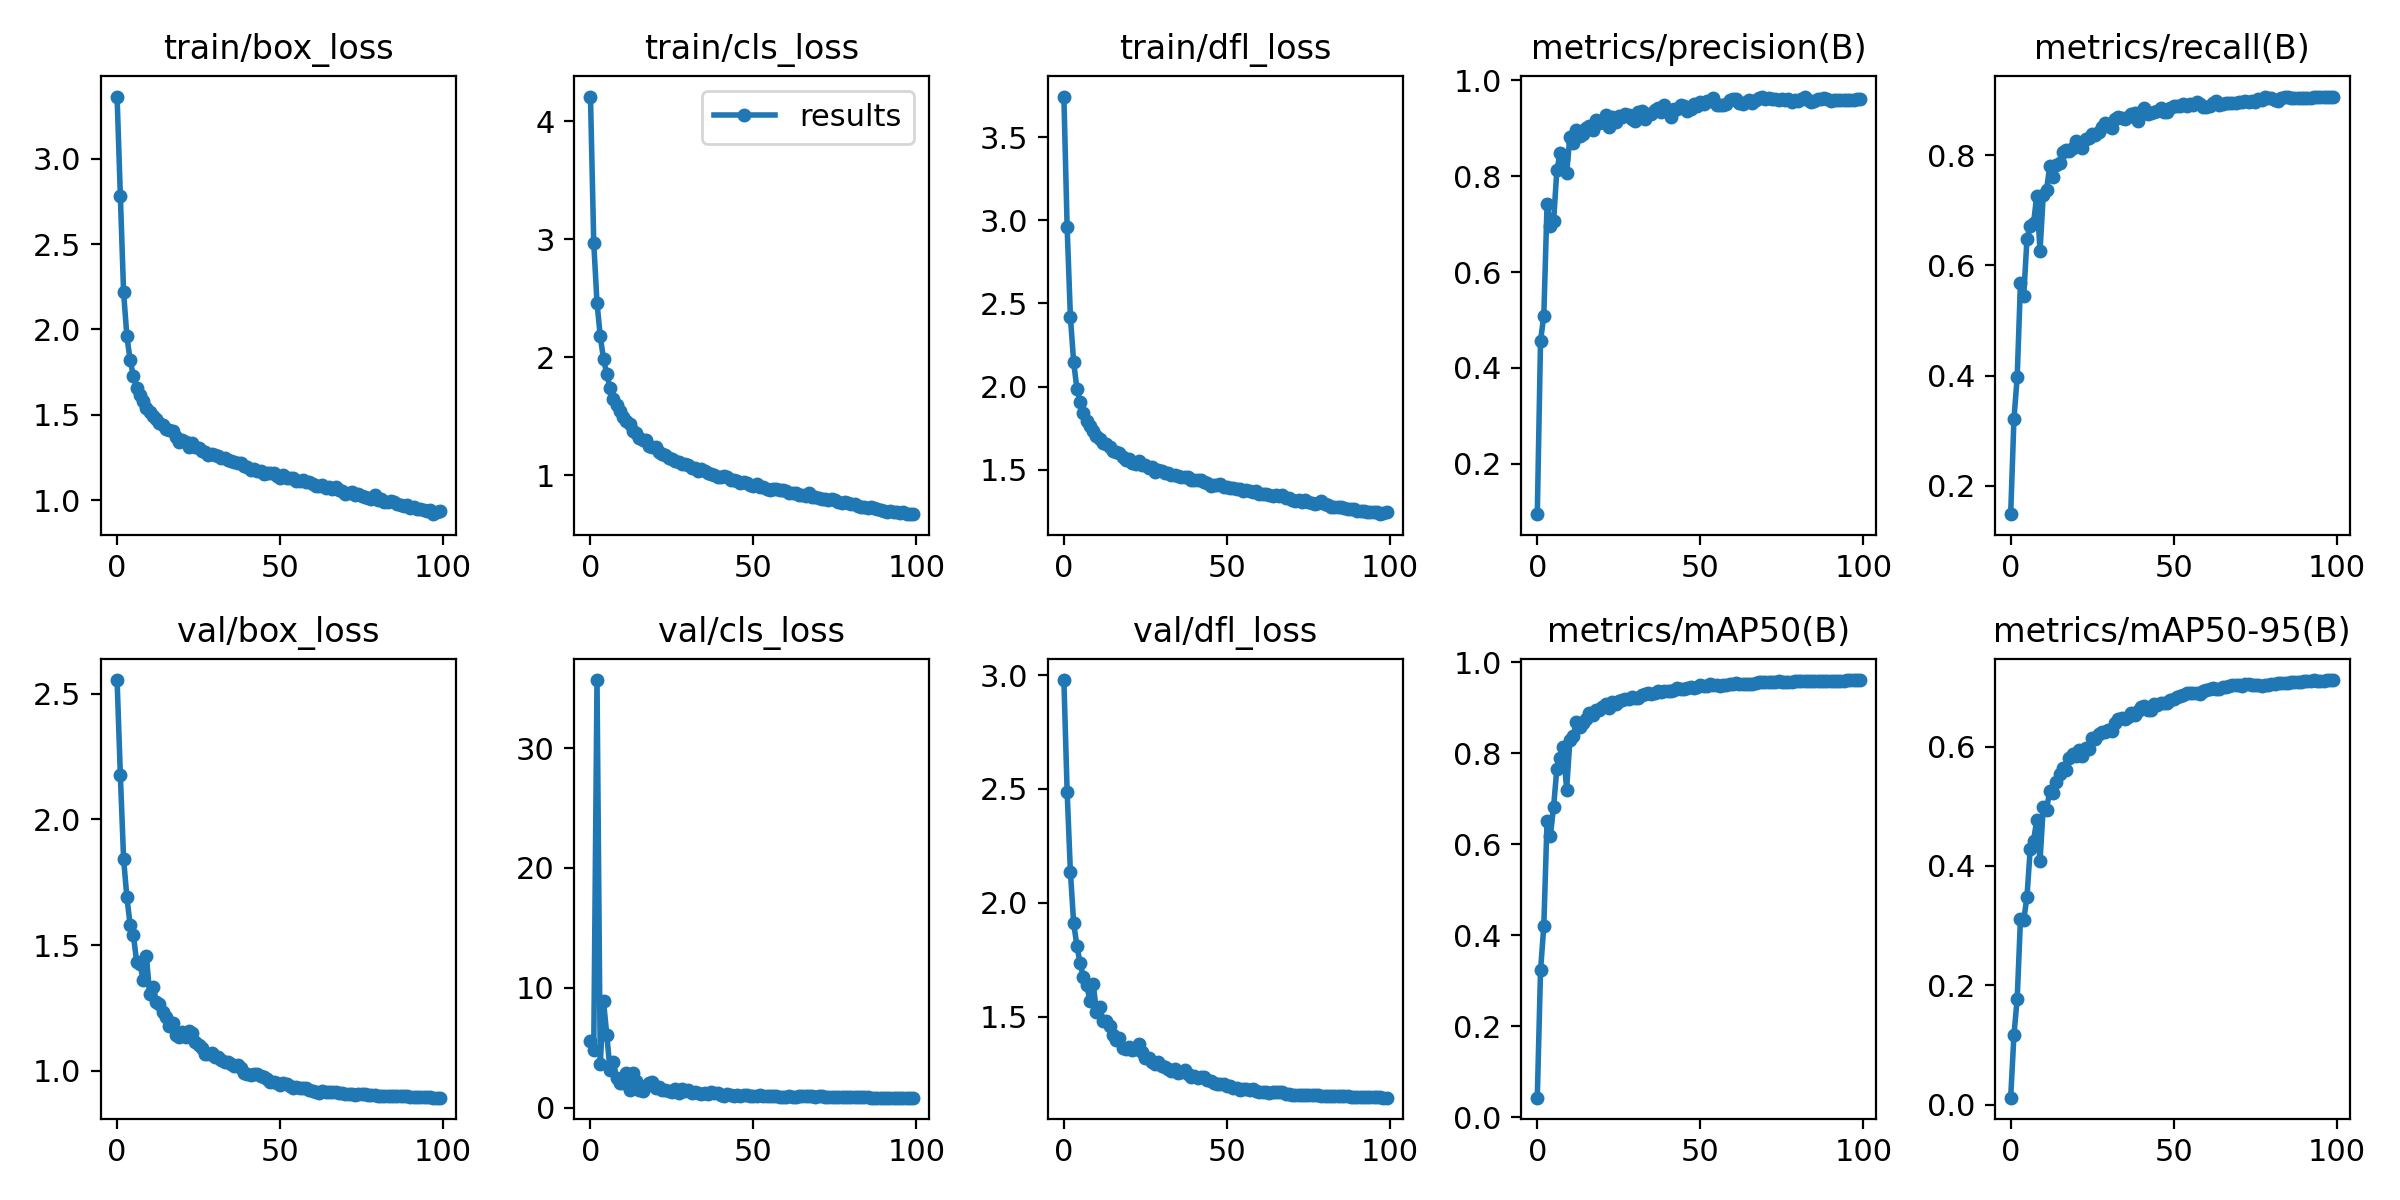 train/box_loss
3.0
2.5
2.0
1.5
1.0
0 50 100
train/cls_loss
results
4
3
2
1
0 50 100
train/dfl_loss
3.5
3.0
2.5
2.0
1.5
0 50 100
metrics/precision(B)
1.0
0.8
0.6
0.4
0.2
0 50 100
metrics/recall(B)
0.8
0.6
0.4
0.2
0 50 100
val/box_loss
2.5
2.0
1.5
1.0
0 50 100
val/cls_loss
30
20
10
0
0 50 100
val/dfl_loss
3.0
2.5
2.0
1.5
0 50 100
metrics/mAP50(B)
1.0
0.8
0.6
0.4
0.2
0.0
0 50 100
metrics/mAP50-95(B)
0.6
0.4
0.2
0.0
0 50 100